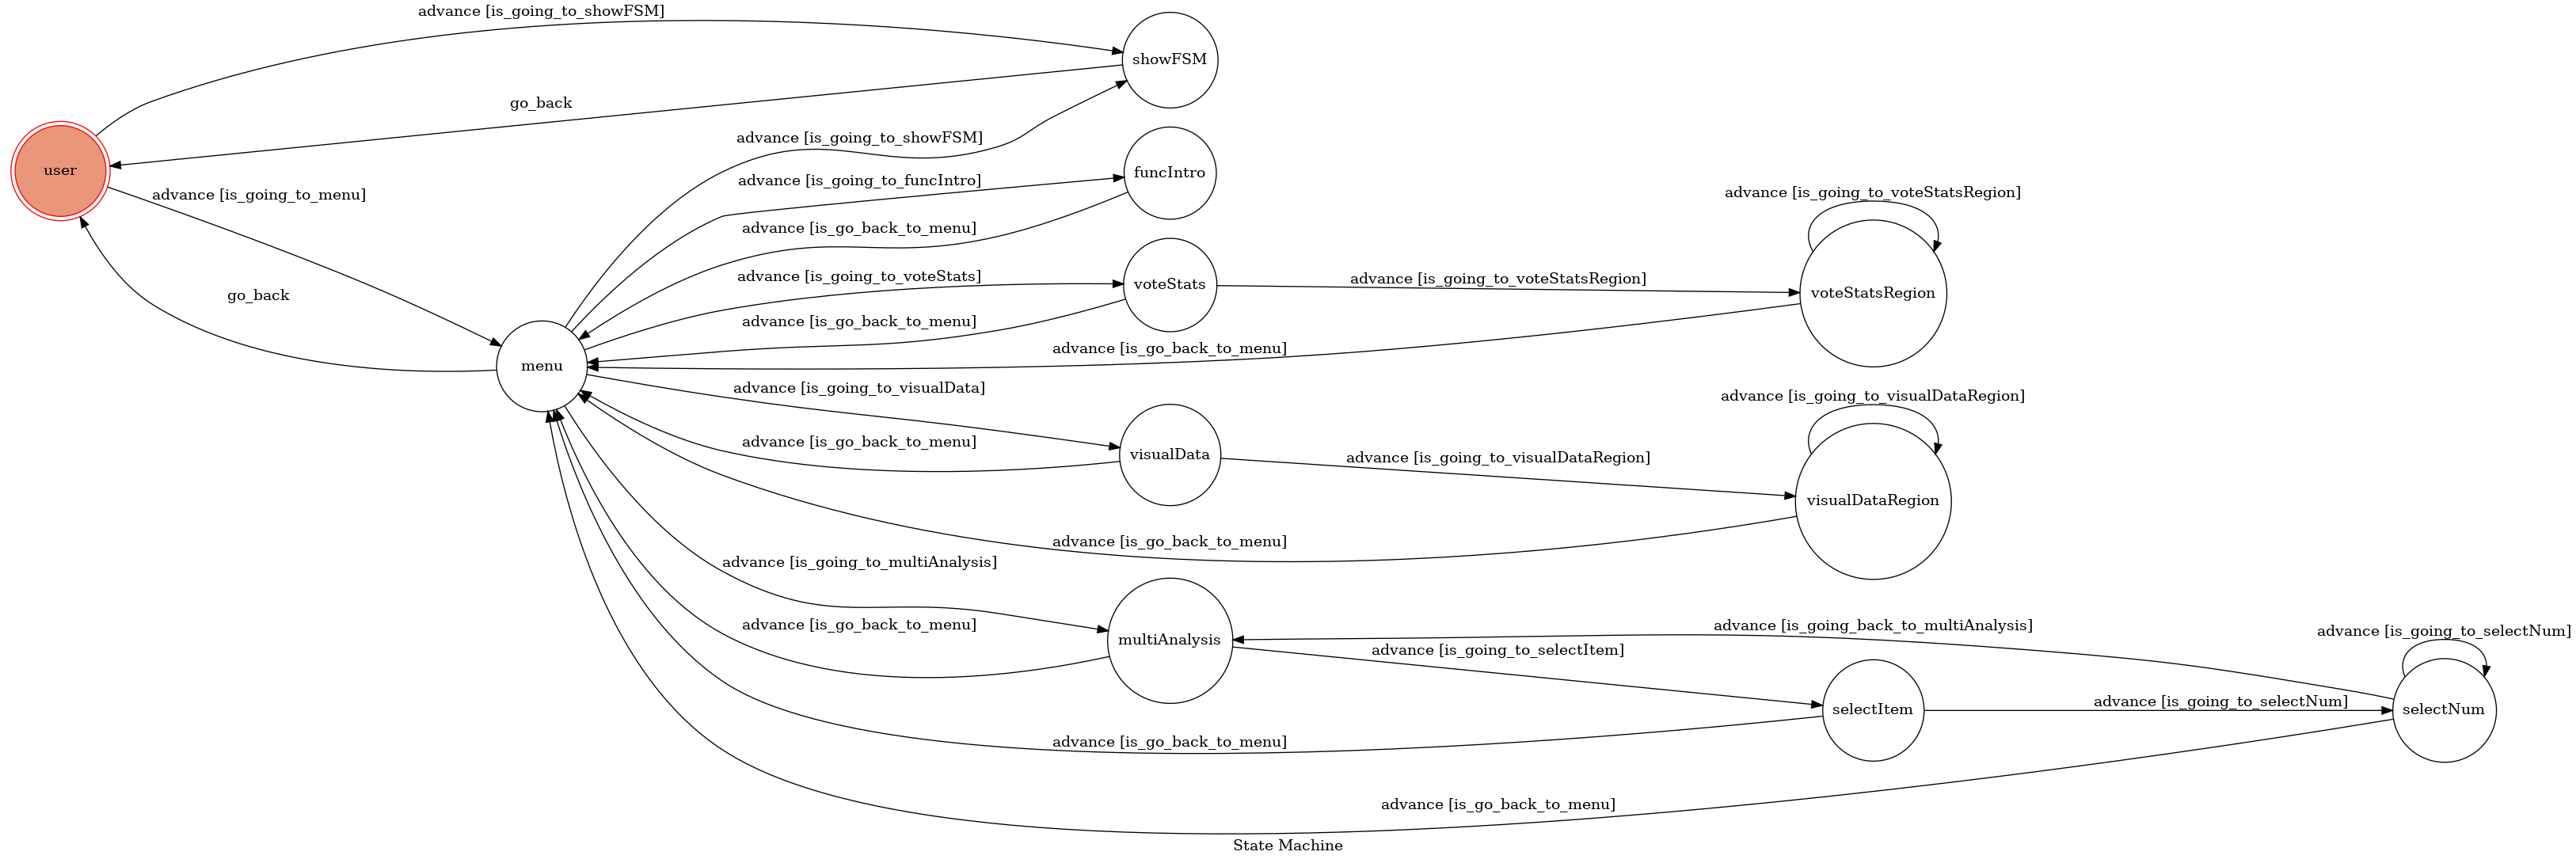 advance [is_going_to_showFSM]
showFSM
go_back
advance [is_going_to_showFSM]
user
funcIntro
advance [is_going_to_funcIntro]
advance [is_going_to_menu]
advance [is_going_to_voteStatsRegion]
advance [is_go_back_to_menu]
advance [is_going_to_voteStats]
voteStats
advance [is_going_to_voteStatsRegion]
voteStatsRegion
go_back
advance [is_go_back_to_menu]
advance [is_go_back_to_menu]
menu
advance [is_going_to_visualData]
advance [is_going_to_visualDataRegion]
advance [is_go_back_to_menu]
visualData
advance [is_going_to_visualDataRegion]
visualDataRegion
advance [is_go_back_to_menu]
advance [is_going_to_multiAnalysis]
advance [is_go_back_to_menu]
multiAnalysis
advance [is_going_back_to_multiAnalysis]
advance [is_going_to_selectNum]
advance [is_going_to_selectItem]
selectItem
advance [is_going_to_selectNum]
selectNum
advance [is_go_back_to_menu]
advance [is_go_back_to_menu]
State Machine